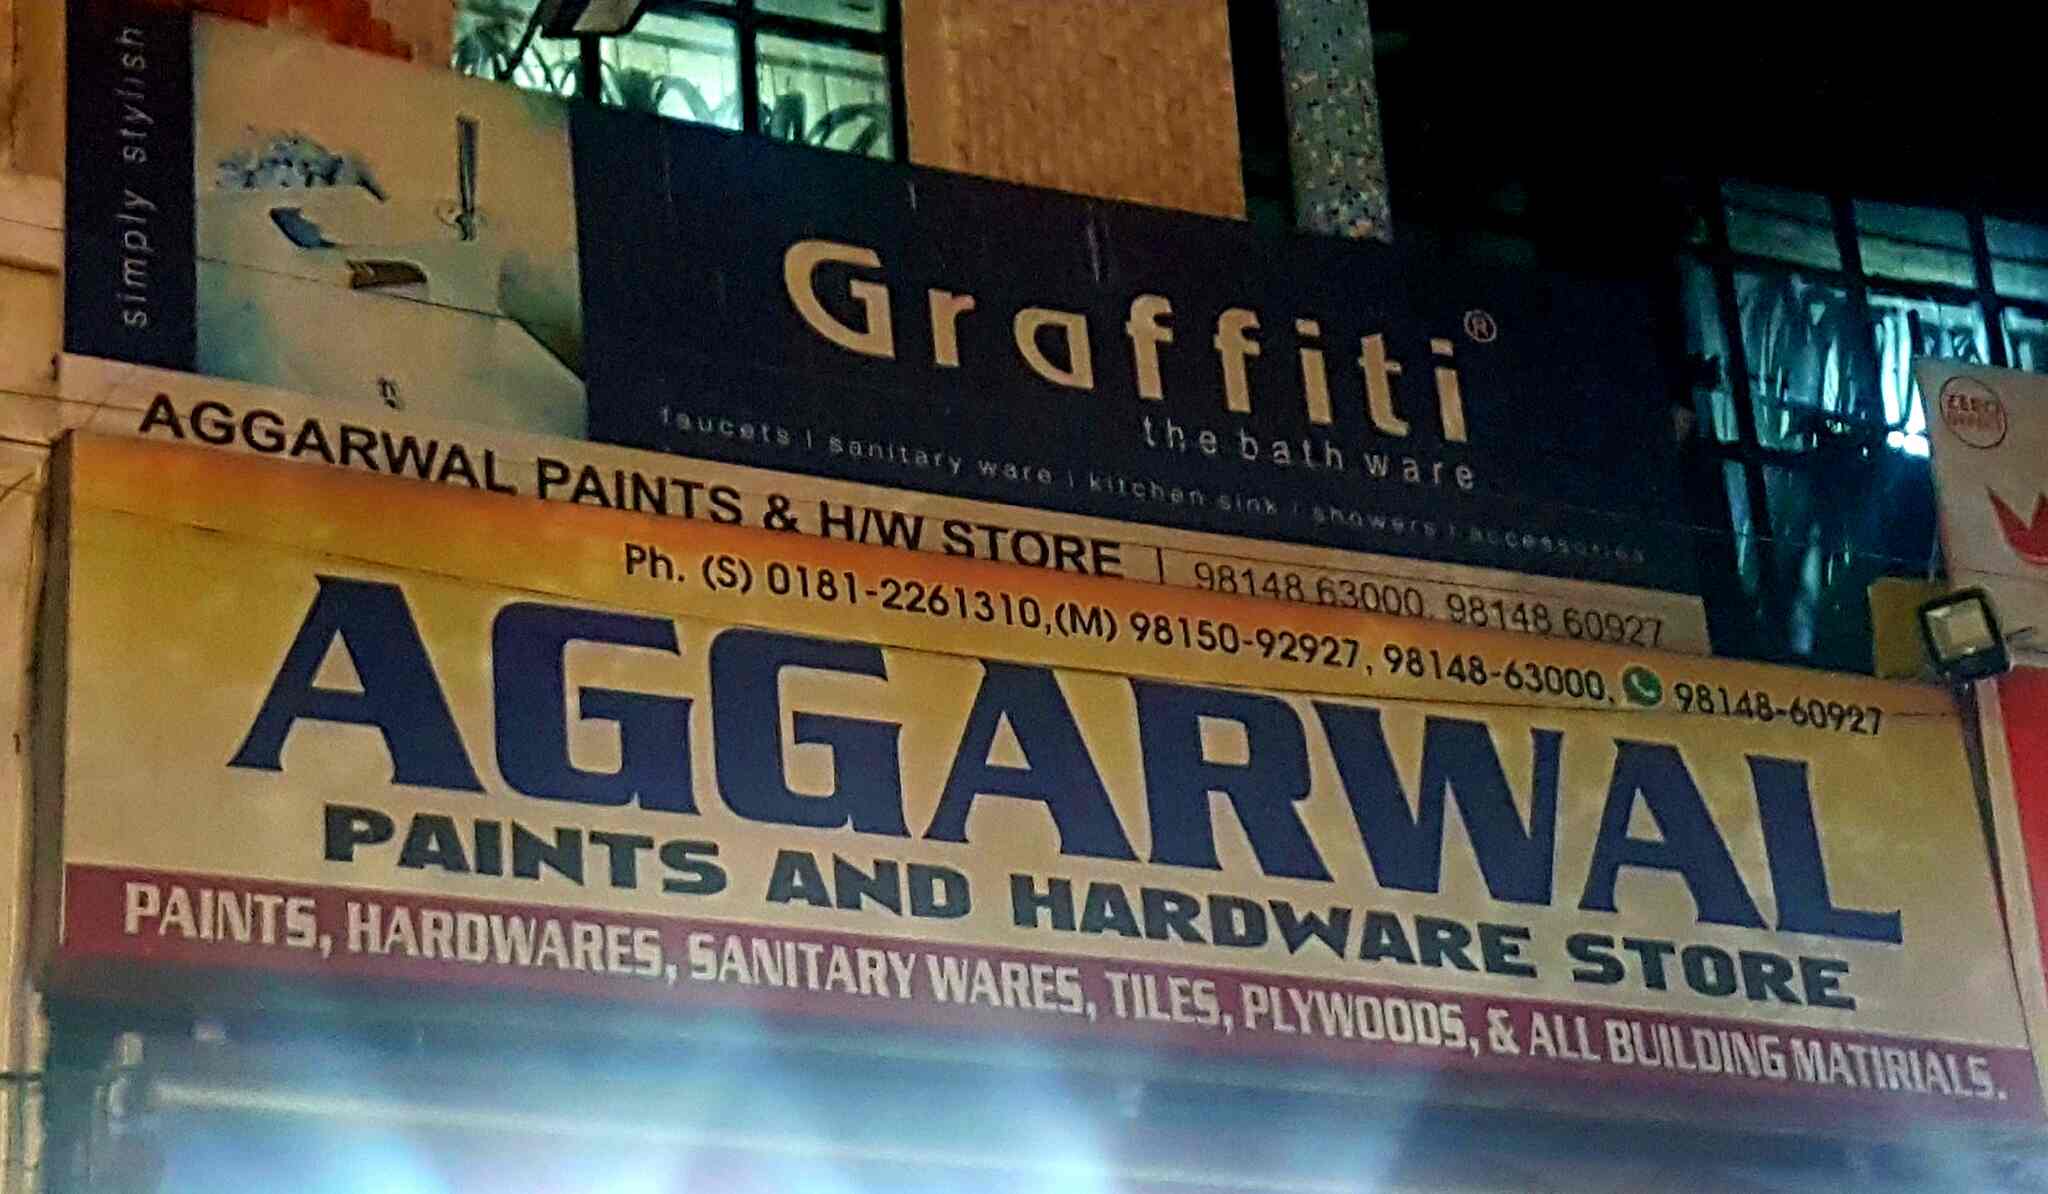 simply stylish
Graffiti®
the bath ware
faucets | sanitary ware | kitchen sink | showers | accessories
AGGARWAL PAINTS & H/W STORE | 98148 63000, 98148 60927
Ph. (S) 0181-2261310,(M) 98150-92927, 98148-63000, 98148-60927
AGGARWAL
PAINTS AND HARDWARE STORE
PAINTS, HARDWARES, SANITARY WARES, TILES, PLYWOODS, & ALL BUILDING MATIRIALS.